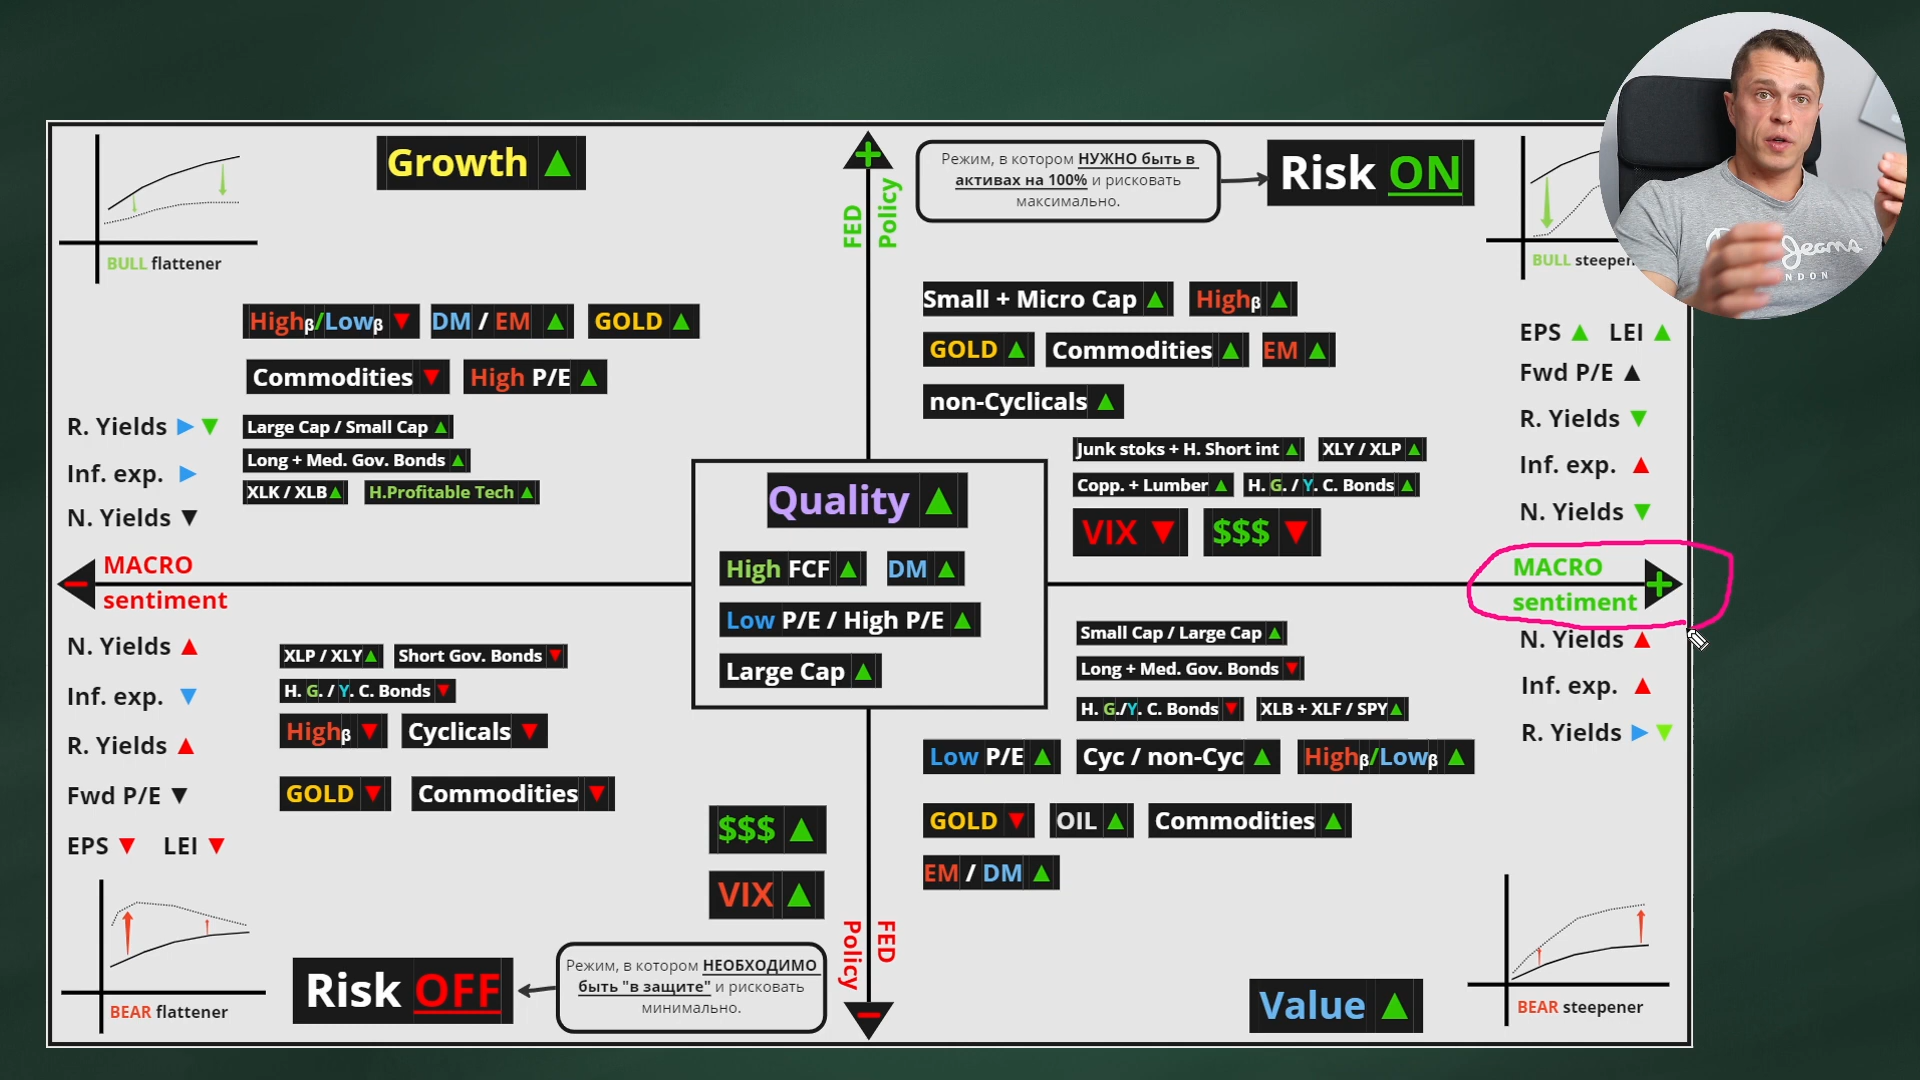 Growth ▲
FED Policy
Режим, в котором НУЖНО быть в
активах на 100% и рисковать
максимально.
Risk ON
BULL flattener
BULL
Jeans
Highβ/Lowβ ▼ DM / EM ▲ GOLD ▲
Commodities ▼ High P/E ▲
R. Yields ► ▼
Inf. exp. ►
N. Yields ▼
Large Cap / Small Cap ▲
Long + Med. Gov. Bonds ▲
XLK / XLB ▲ H.Profitable Tech ▲
Small + Micro Cap ▲ Highβ ▲
GOLD ▲ Commodities ▲ EM ▲
non-Cyclicals ▲
Junk stoks + H. Short int ▲ XLY / XLP ▲
Copp. + Lumber ▲ H. G. / Y. C. Bonds ▲
VIX ▼ $$$ ▼
EPS ▲ LEI ▲
Fwd P/E ▲
R. Yields ▼
Inf. exp. ▲
N. Yields ▼
MACRO
sentiment
Quality ▲
High FCF ▲ DM ▲
Low P/E / High P/E ▲
Large Cap ▲
MACRO
sentiment
N. Yields ▲
Inf. exp. ▼
R. Yields ▲
Fwd P/E ▼
EPS ▼ LEI ▼
XLP / XLY ▲ Short Gov. Bonds ▼
H. G. / Y. C. Bonds ▼
Highβ ▼ Cyclicals ▼
GOLD ▼ Commodities ▼
$$$ ▲
VIX ▲
Small Cap / Large Cap ▲
Long + Med. Gov. Bonds ▼
H. G./Y. C. Bonds ▼ XLB + XLF / SPY ▲
Low P/E ▲ Cyc / non-Cyc ▲ Highβ/Lowβ ▲
GOLD ▼ OIL ▲ Commodities ▲
EM / DM ▲
N. Yields ▲
Inf. exp. ▲
R. Yields ► ▼
BEAR flattener
Risk OFF
Режим, в котором НЕОБХОДИМО
быть "в защите" и рисковать
минимально.
FED Policy
Value ▲
BEAR steepener